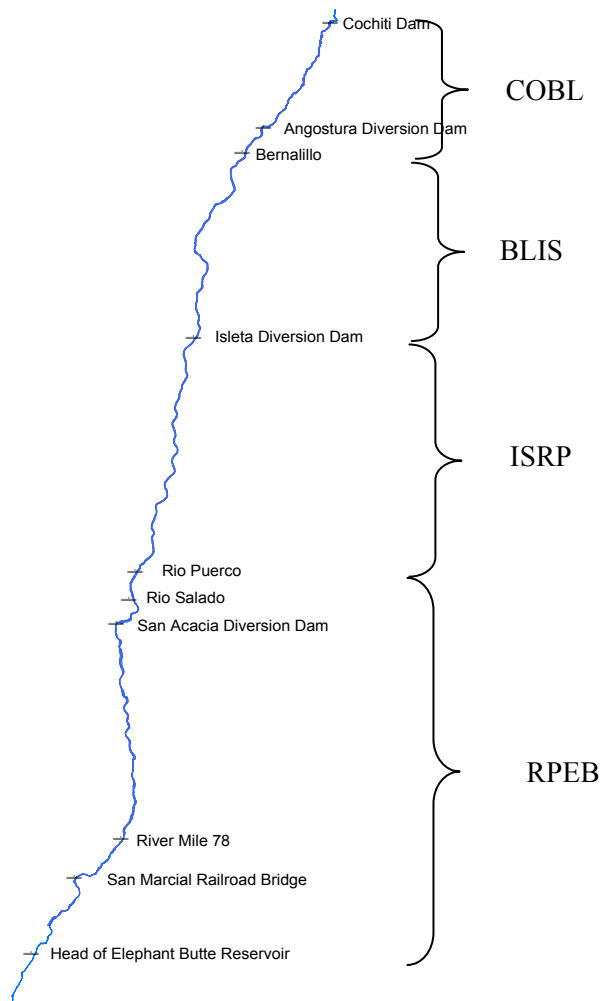 Cochiti Dam
COBL
Angostura Diversion Dam
Bernalillo
BLIS
Isleta Diversion Dam
ISRP
Rio Puerco
Rio Salado
San Acacia Diversion Dam
RPEB
River Mile 78
San Marcial Railroad Bridge
Head of Elephant Butte Reservoir